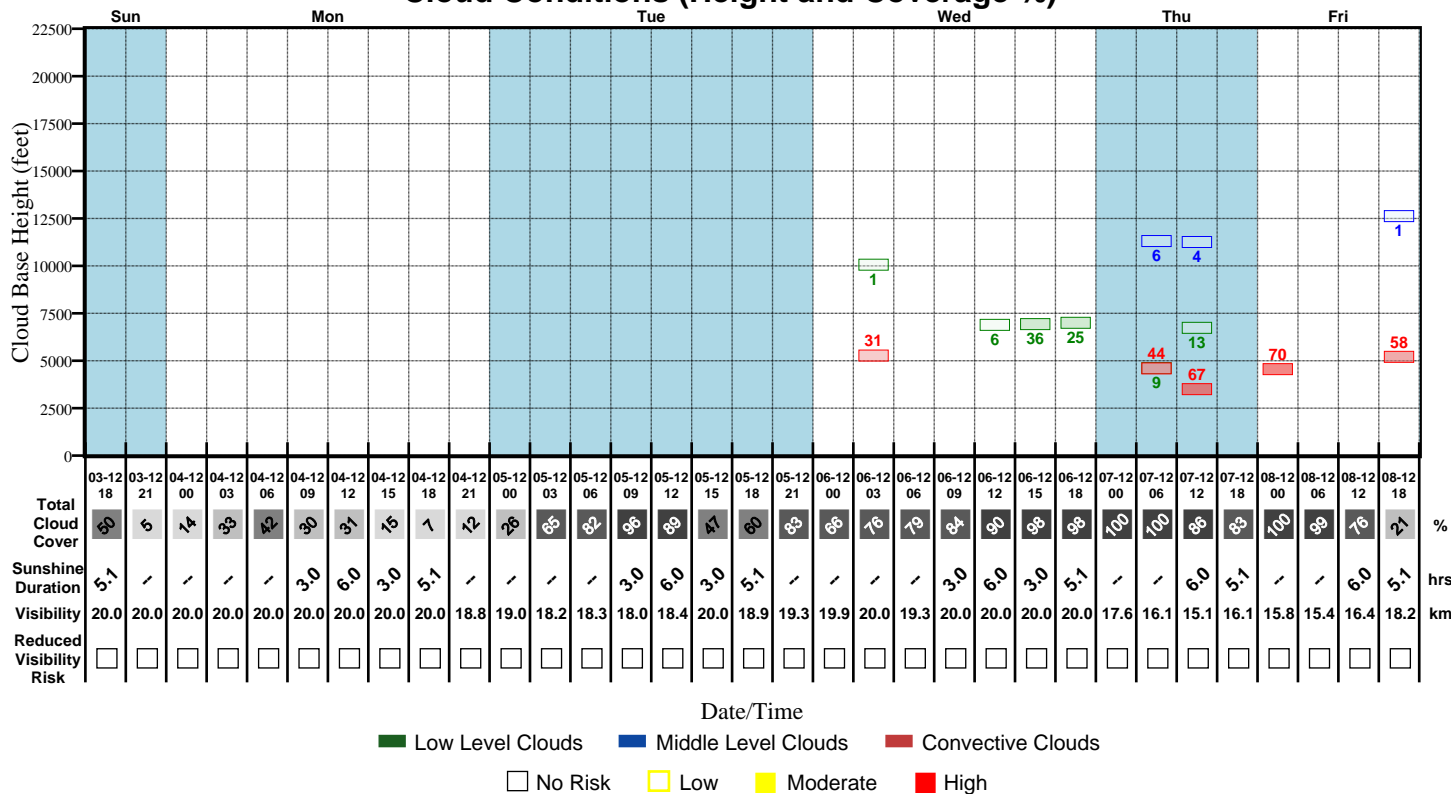 Cloud Conditions (Height and Coverage %)
Sun Mon Tue Wed Thu Fri
Cloud Base Height (feet)
22500
20000
17500
15000
12500
10000
7500
5000
2500
0
1
31
6
36
25
6
44
9
4
13
67
70
1
58
03-12 03-12 04-12 04-12 04-12 04-12 04-12 04-12 04-12 04-12 05-12 05-12 05-12 05-12 05-12 05-12 05-12 05-12 06-12 06-12 06-12 06-12 06-12 06-12 06-12 07-12 07-12 07-12 07-12 08-12 08-12 08-12 08-12
18 21 00 03 06 09 12 15 18 21 00 03 06 09 12 15 18 21 00 03 06 09 12 15 18 00 06 12 18 00 06 12 18
Total
Cloud
Cover
50 5 14 33 42 30 31 15 7 12 26 65 82 96 89 47 60 83 66 76 79 84 90 98 98 100 100 86 83 100 99 76 21 %
Sunshine
Duration
5.1 -- -- -- -- 3.0 6.0 3.0 5.1 -- -- -- -- 3.0 6.0 3.0 5.1 -- -- -- -- 3.0 6.0 3.0 5.1 -- -- 6.0 5.1 -- -- 6.0 5.1 hrs
Visibility 20.0 20.0 20.0 20.0 20.0 20.0 20.0 20.0 20.0 18.8 19.0 18.2 18.3 18.0 18.4 20.0 18.9 19.3 19.9 20.0 19.3 20.0 20.0 20.0 20.0 17.6 16.1 15.1 16.1 15.8 15.4 16.4 18.2 km
Reduced
Visibility
Risk
Date/Time
Low Level Clouds Middle Level Clouds Convective Clouds
No Risk Low Moderate High